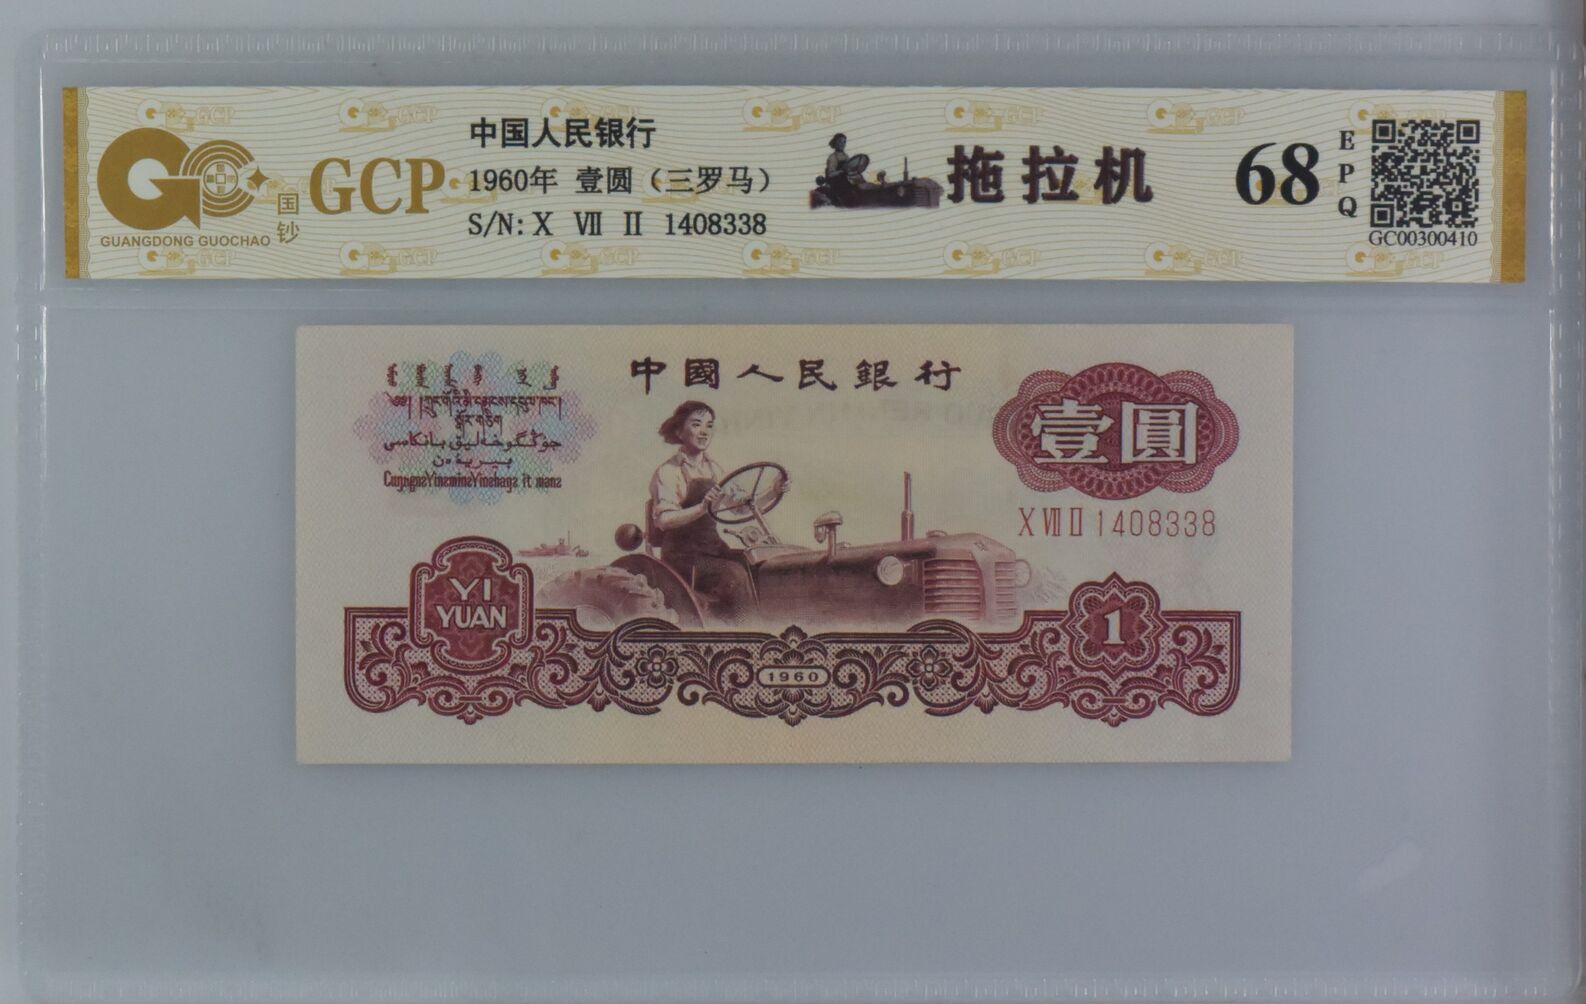 GCP
国钞
GUANGDONG GUOCHAO
中国人民银行
1960年 壹圆（三罗马）
S/N: X Ⅶ Ⅱ 1408338
拖拉机
68
EPQ
GC00300410
中國人民銀行
壹圓
XⅦⅡ1408338
YI
YUAN
1960
1